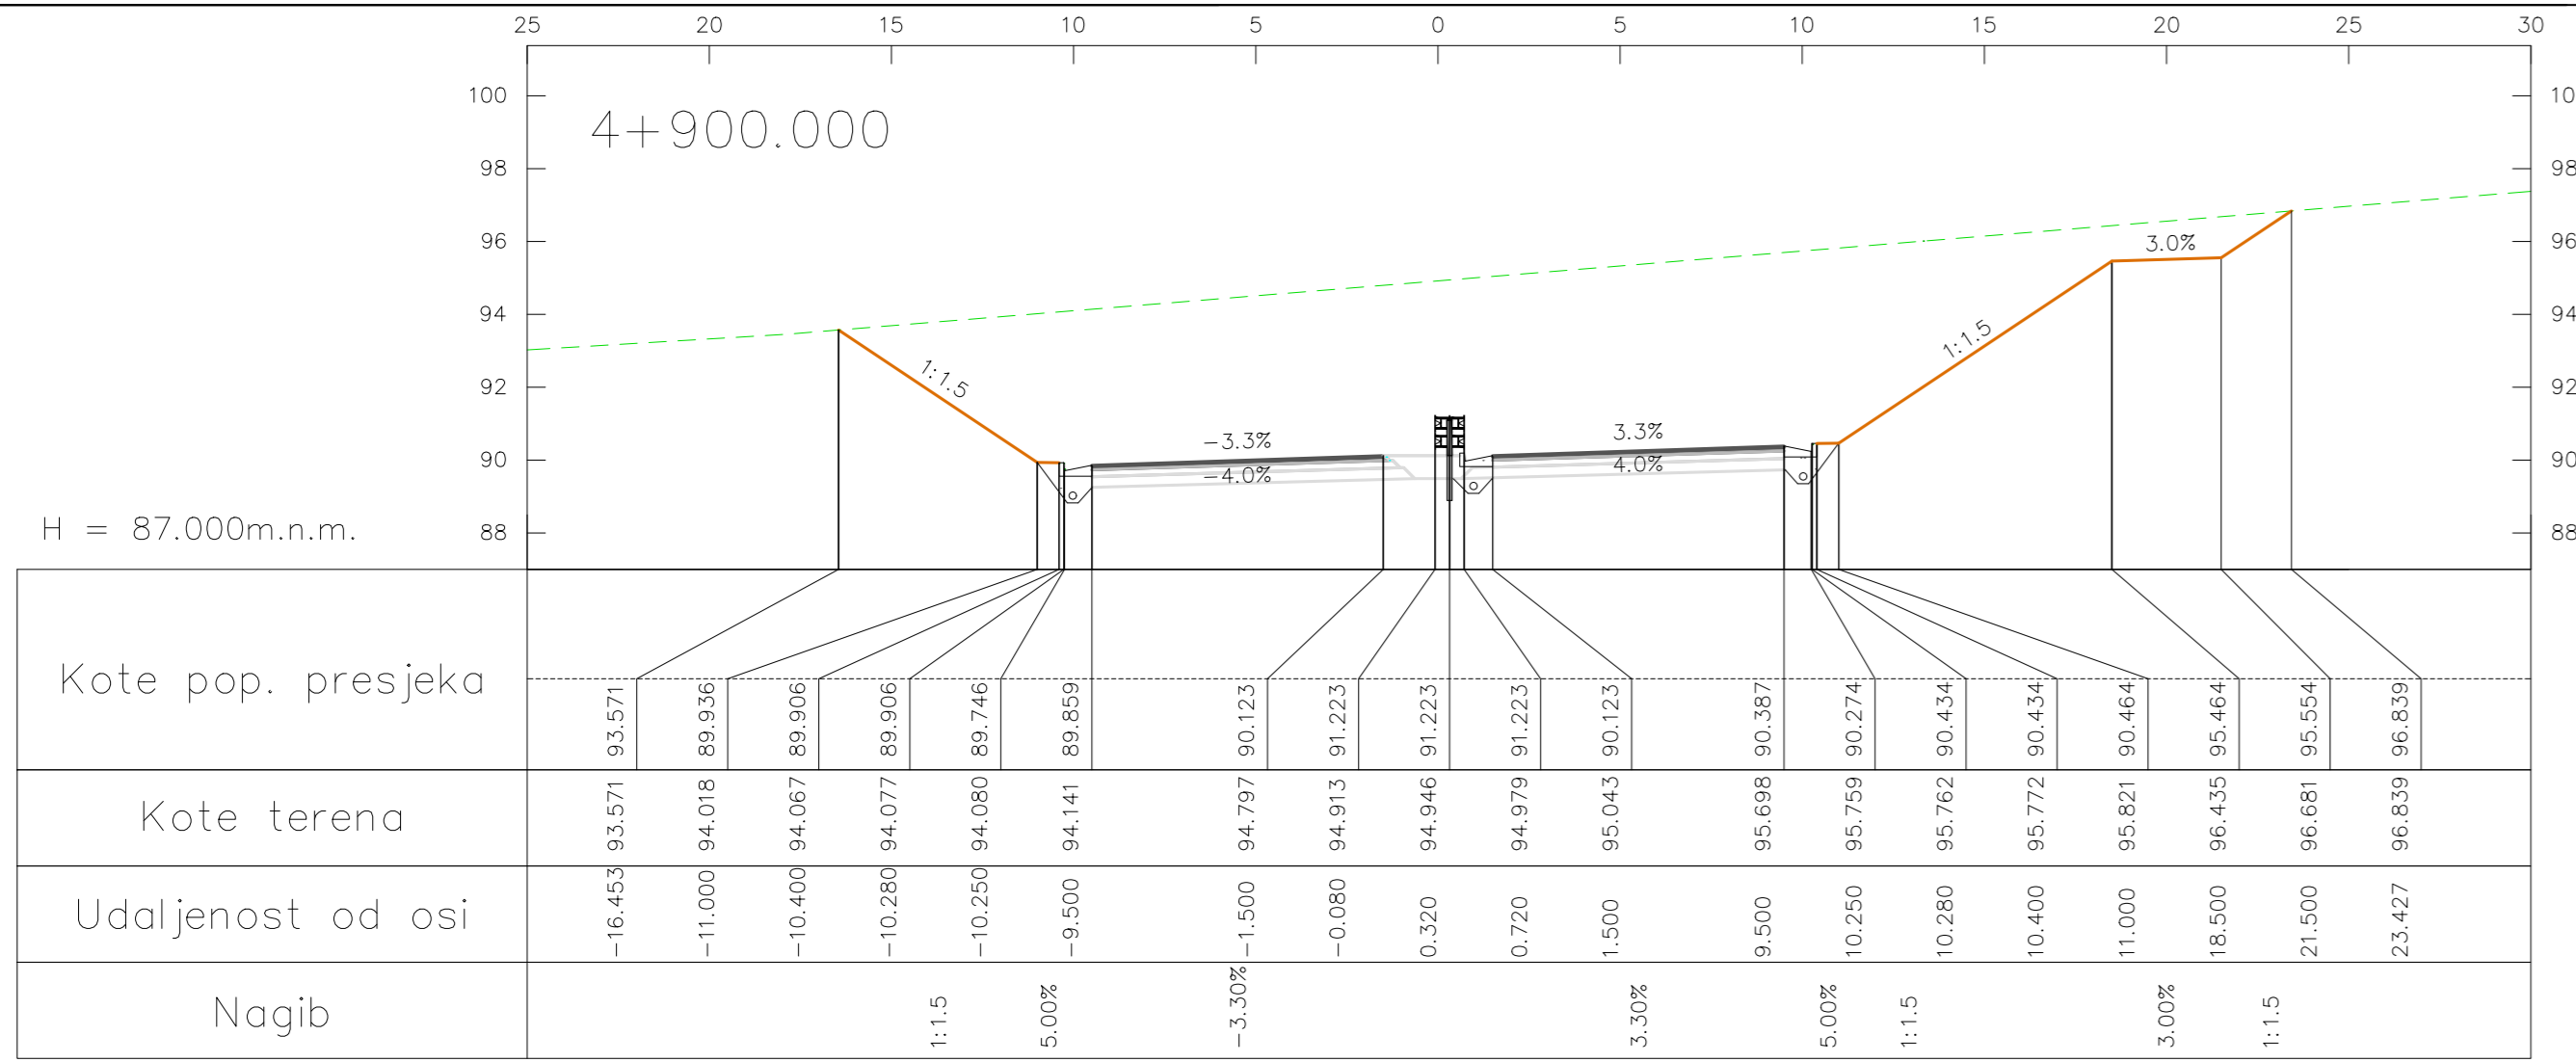 25 20 15 10 5 0 5 10 15 20 25 30
4+900.000
100 10
98 98
96 96
94 94
92 92
90 90
88 88
3.0%
1:1.5
1:1.5
-3.3%
3.3%
-4.0%
4.0%
H = 87.000m.n.m.
Kote pop. presjeka
93.571 89.936 89.906 89.906 89.746 89.859 90.123 91.223 91.223 91.223 90.123 90.387 90.274 90.434 90.434 90.464 95.464 95.554 96.839
Kote terena
93.571 94.018 94.067 94.077 94.080 94.141 94.797 94.913 94.946 94.979 95.043 95.698 95.759 95.762 95.772 95.821 96.435 96.681 96.839
Udaljenost od osi
-16.453 -11.000 -10.400 -10.280 -10.250 -9.500 -1.500 -0.080 0.320 0.720 1.500 9.500 10.250 10.280 10.400 11.000 18.500 21.500 23.427
Nagib
1:1.5 5.00% -3.30% 3.30% 5.00% 1:1.5 3.00% 1:1.5